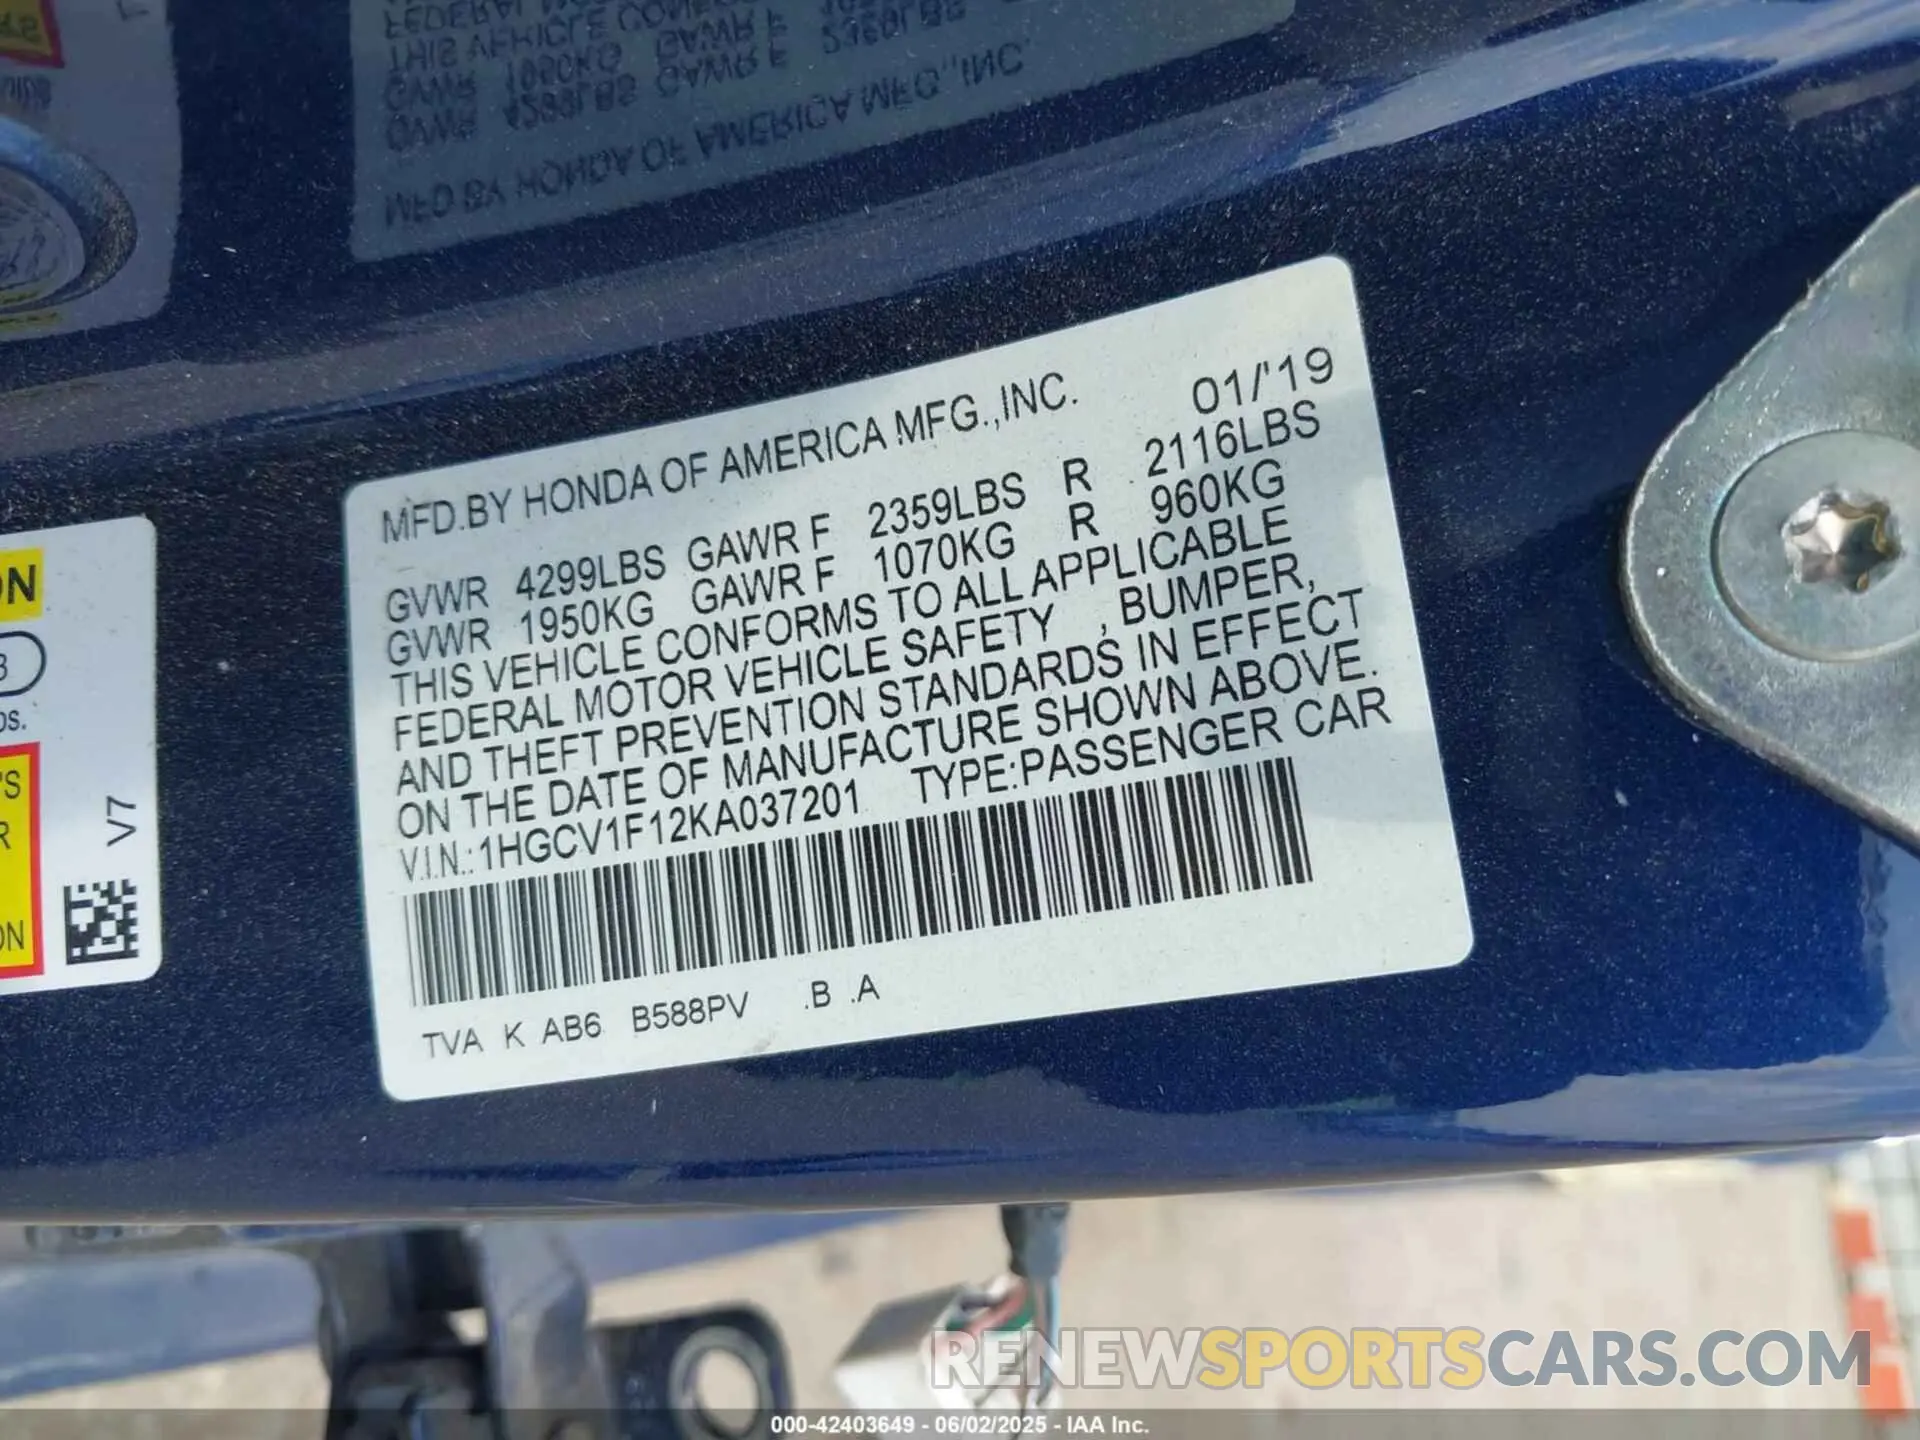 MFD.BY HONDA OF AMERICA MFG.,INC. 01/'19
GVWR 4299LBS GAWR F 2359LBS R 2116LBS
GVWR 1950KG GAWR F 1070KG R 960KG
THIS VEHICLE CONFORMS TO ALL APPLICABLE
FEDERAL MOTOR VEHICLE SAFETY , BUMPER,
AND THEFT PREVENTION STANDARDS IN EFFECT
ON THE DATE OF MANUFACTURE SHOWN ABOVE.
V.I.N.:1HGCV1F12KA037201 TYPE:PASSENGER CAR
TVA K AB6 B588PV .B .A
V7
RENEWSPORTSCARS.COM
000-42403649 - 06/02/2025 - IAA Inc.